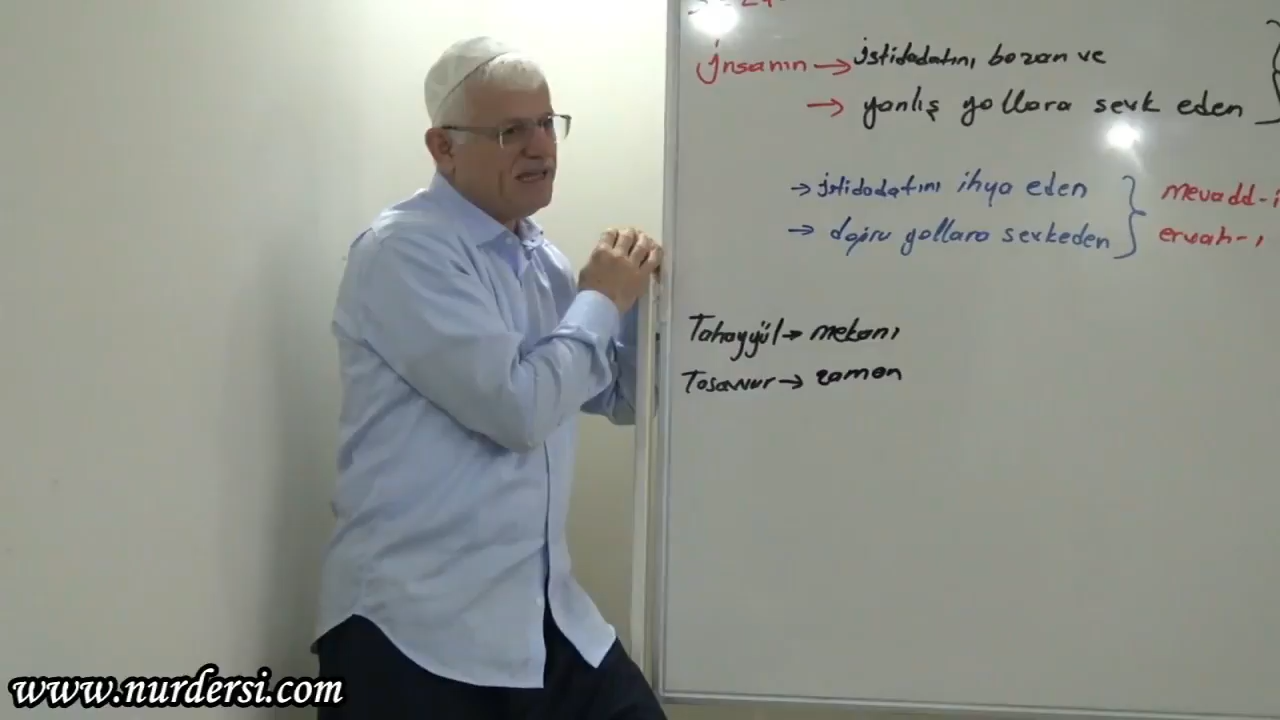 İnsanın → istidadatını bozan ve
→ yanlış yollara sevk eden
→ istidadatını ihya eden } mevadd-i
→ doğru yollara sevkeden } ervah-ı
Tahayyül → mekanı
Tasavvur → zaman
www.nurdersi.com